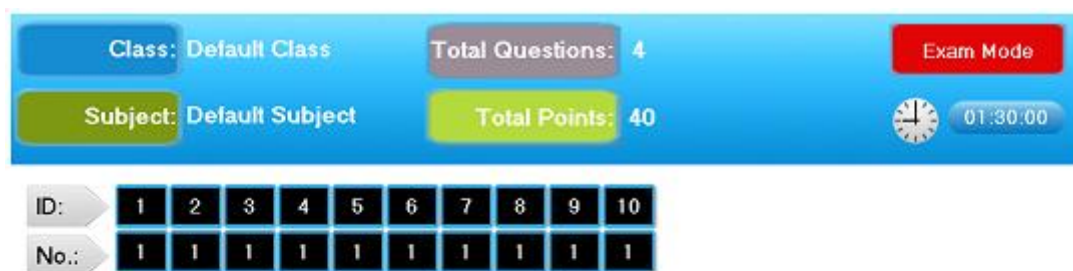 Class: Default Class Total Questions: 4 Exam Mode
Subject: Default Subject Total Points: 40 01:30:00
ID: 1 2 3 4 5 6 7 8 9 10
No.: 1 1 1 1 1 1 1 1 1 1